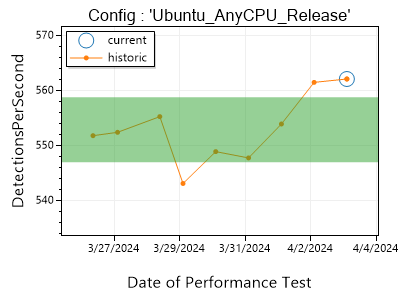 Config : 'Ubuntu_AnyCPU_Release'
current
historic
570
560
550
540
DetectionsPerSecond
3/27/2024
3/29/2024
3/31/2024
4/2/2024
4/4/2024
Date of Performance Test